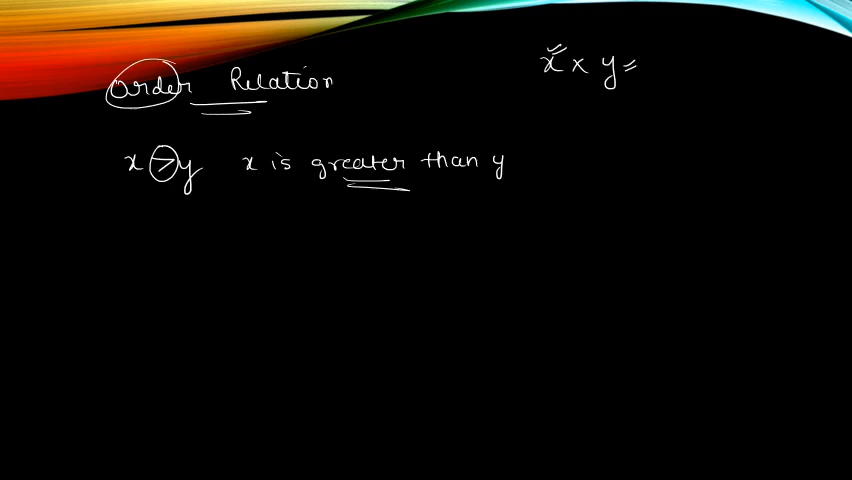 Order Relation
x x y =
x > y x is greater than y